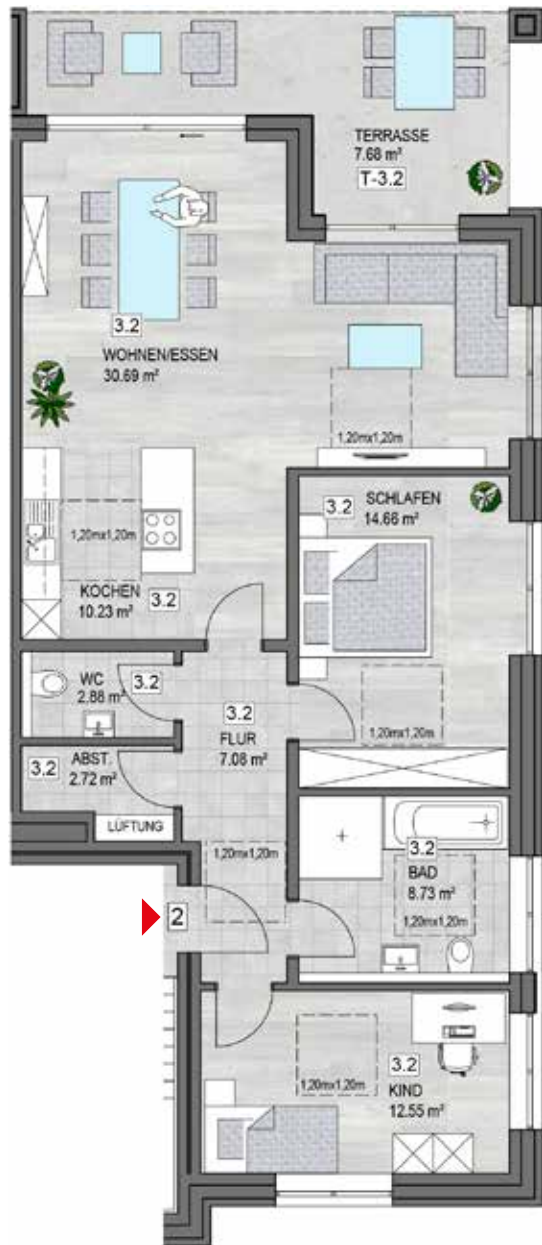 TERRASSE
7.68 m²
T-3.2
3.2
WOHNEN/ESSEN
30.69 m²
1,20mx1,20m
3.2
SCHLAFEN
14.66 m²
1,20mx1,20m
KOCHEN
10.23 m²
3.2
WC
2.88 m²
3.2
3.2
FLUR
7.08 m²
1,20mx1,20m
3.2
ABST.
2.72 m²
LÜFTUNG
1,20mx1,20m
3.2
BAD
8.73 m²
1,20mx1,20m
2
3.2
KIND
12.55 m²
1,20mx1,20m